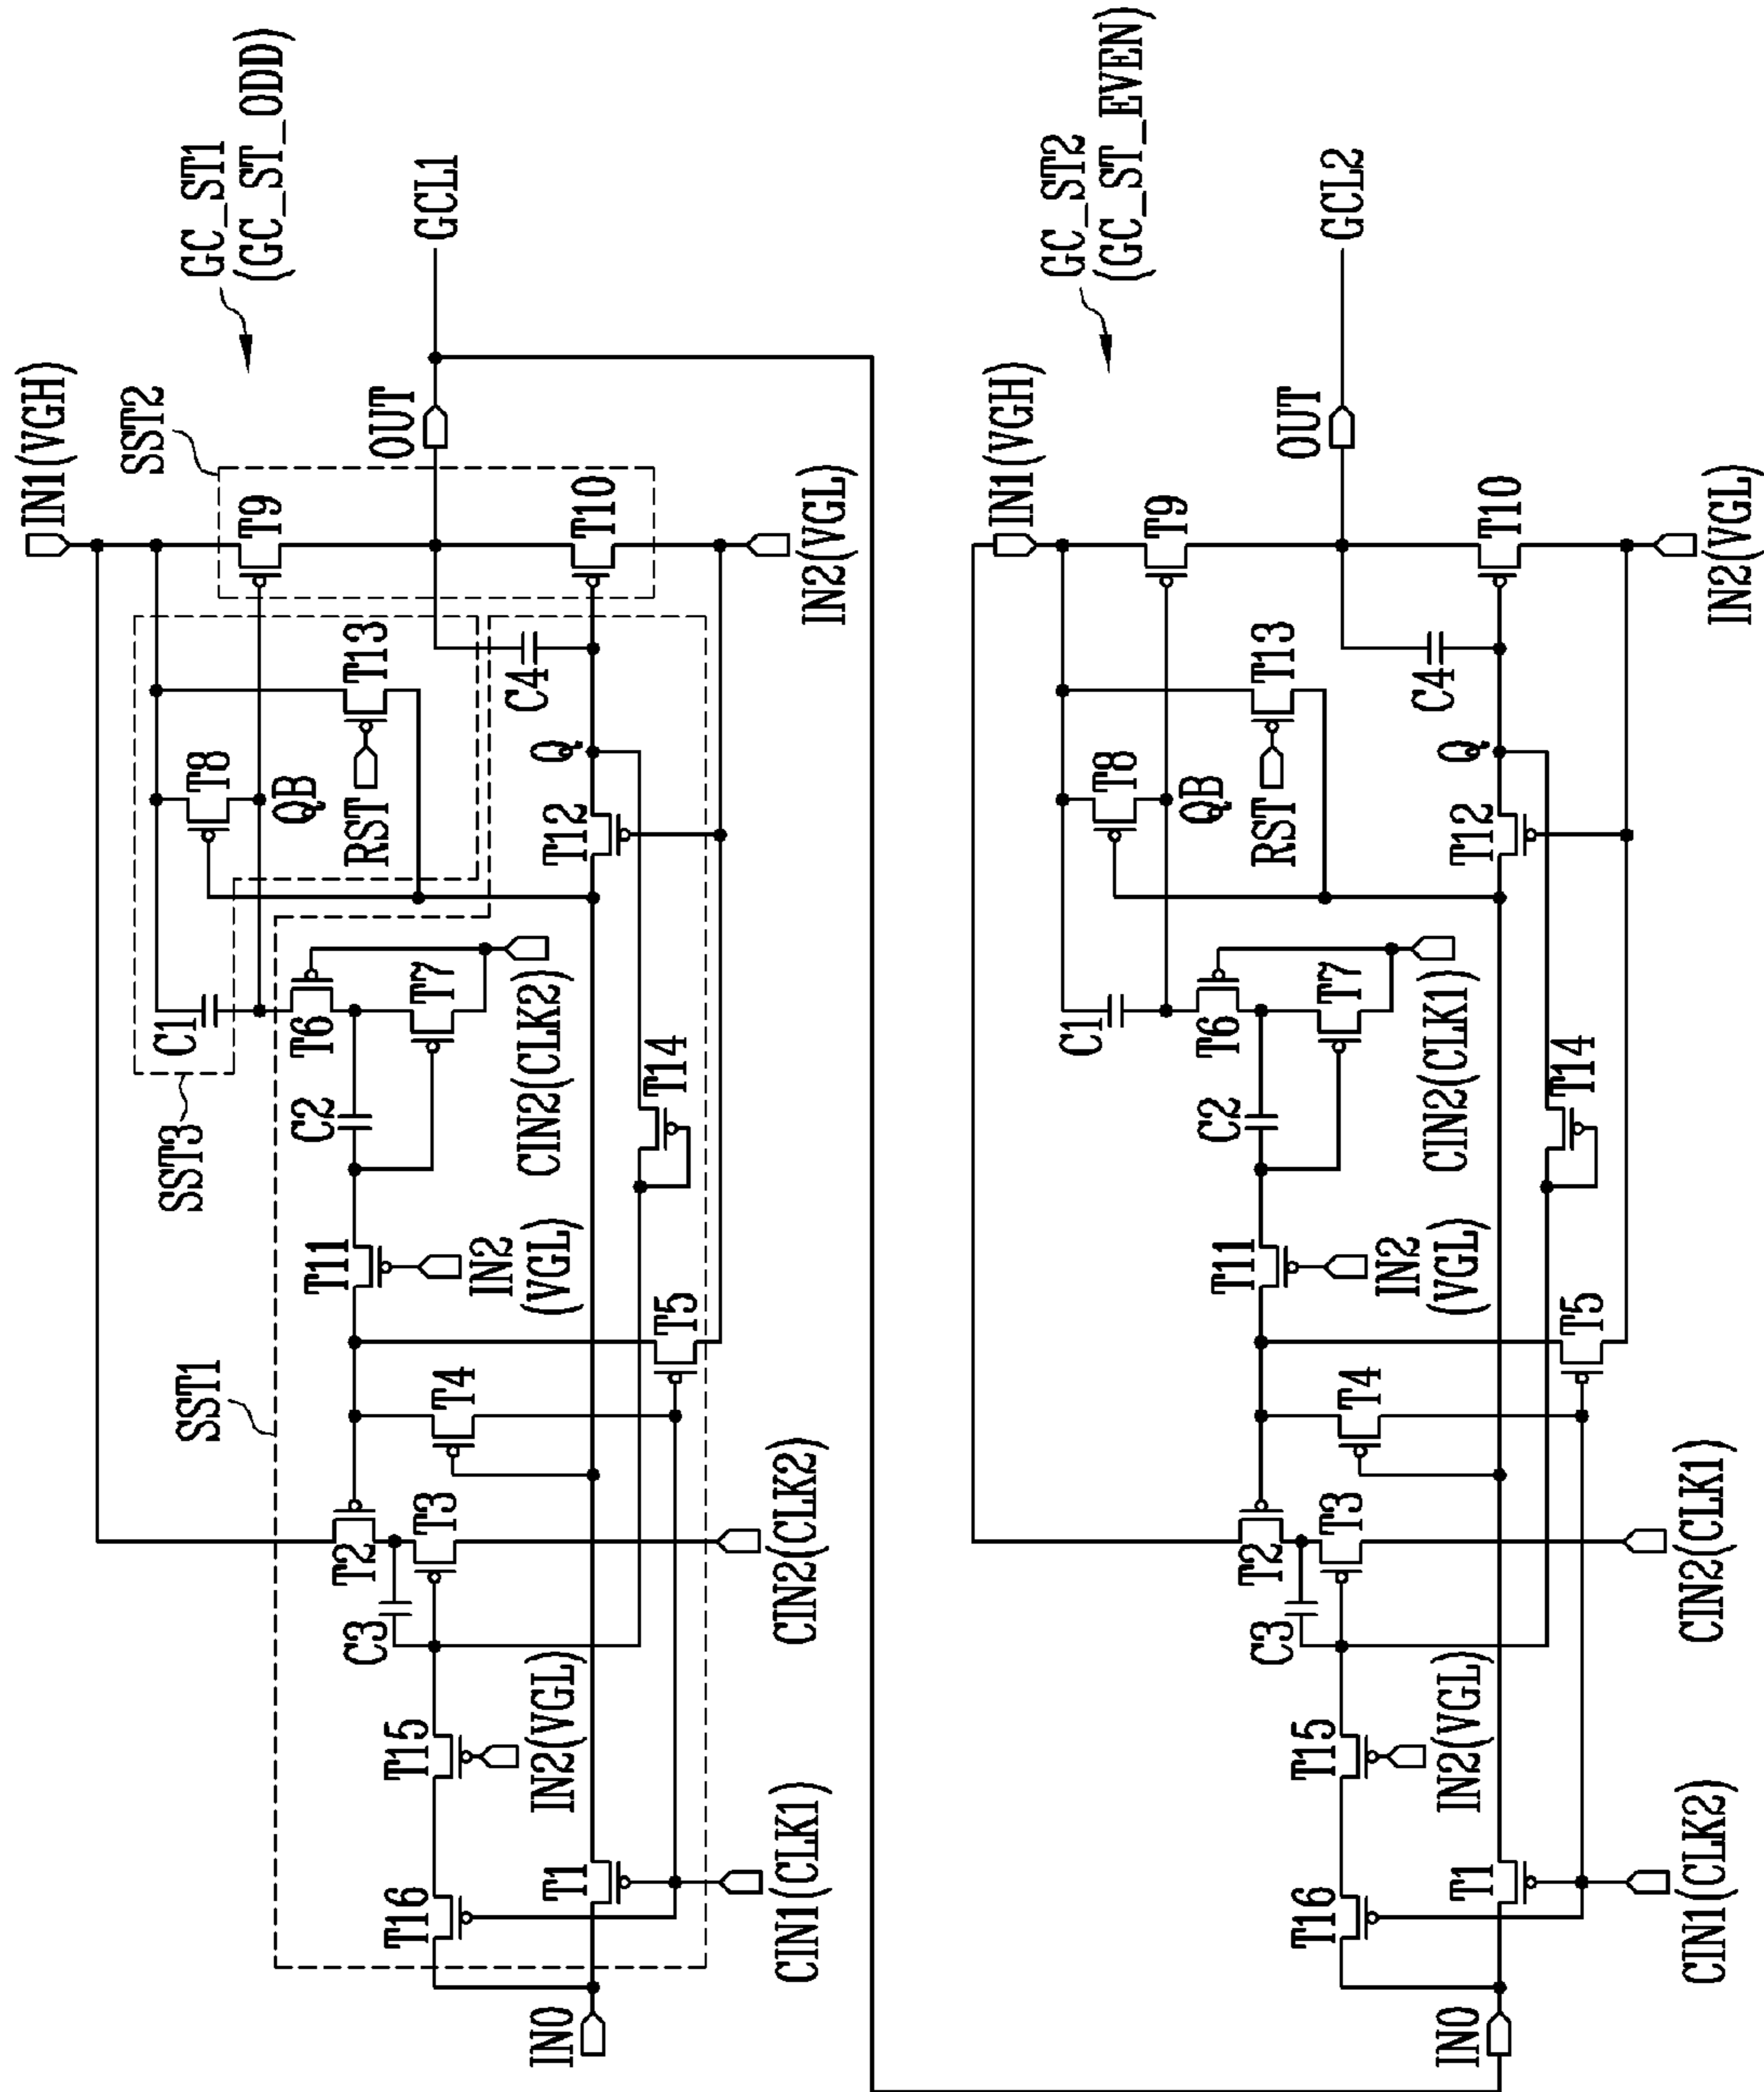 GC_ST1
(GC_ST_ODD)
IN1(VGH)
SST2
T9
OUT
GCL1
T10
IN2(VGL)
SST3
C1
T8
QB
RST
T13
C4
Q
T12
T6
C2
T7
CIN2(CLK2)
T11
IN2
(VGL)
T14
SST1
T5
T4
T2
T3
C3
CIN2(CLK2)
T15
IN2(VGL)
T16
T1
CIN1(CLK1)
IN0
GC_ST2
(GC_ST_EVEN)
IN1(VGH)
T9
OUT
GCL2
T10
IN2(VGL)
C1
T8
QB
RST
T13
C4
Q
T12
T6
C2
T7
CIN2(CLK1)
T11
IN2
(VGL)
T14
T5
T4
T2
T3
C3
CIN2(CLK1)
T15
IN2(VGL)
T16
T1
CIN1(CLK2)
IN0